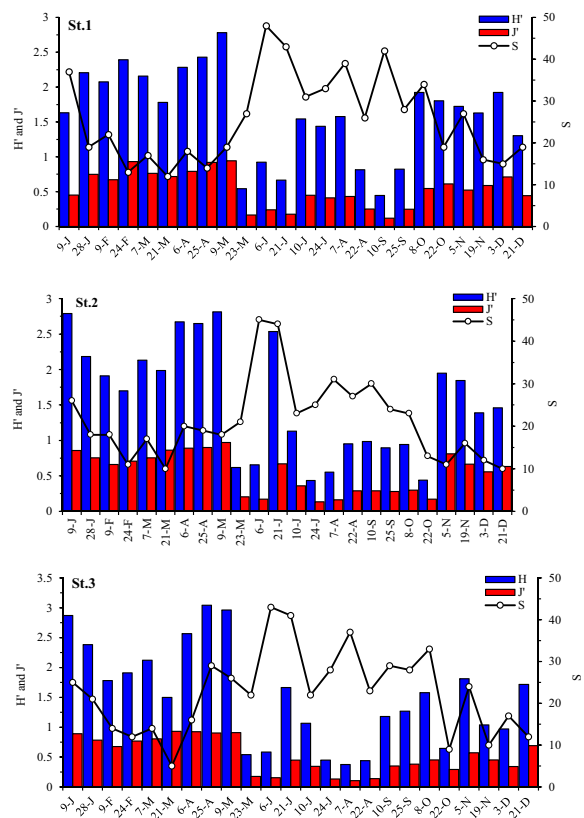 St.1
H'
J'
S
3
2.5
2
1.5
1
0.5
0
50
40
30
20
10
0
H' and J'
S
9-J
28-J
9-F
24-F
7-M
21-M
6-A
25-A
9-M
23-M
6-J
21-J
10-J
24-J
7-A
22-A
10-S
25-S
8-O
22-O
5-N
19-N
3-D
21-D
St.2
H'
J'
S
3
2.5
2
1.5
1
0.5
0
50
40
30
20
10
0
H' and J'
S
9-J
28-J
9-F
24-F
7-M
21-M
6-A
25-A
9-M
23-M
6-J
21-J
10-J
24-J
7-A
22-A
10-S
25-S
8-O
22-O
5-N
19-N
3-D
21-D
St.3
H
J'
S
3.5
3
2.5
2
1.5
1
0.5
0
50
40
30
20
10
0
H' and J'
S
9-J
28-J
9-F
24-F
7-M
21-M
6-A
25-A
9-M
23-M
6-J
21-J
10-J
24-J
7-A
22-A
10-S
25-S
8-O
22-O
5-N
19-N
3-D
21-D